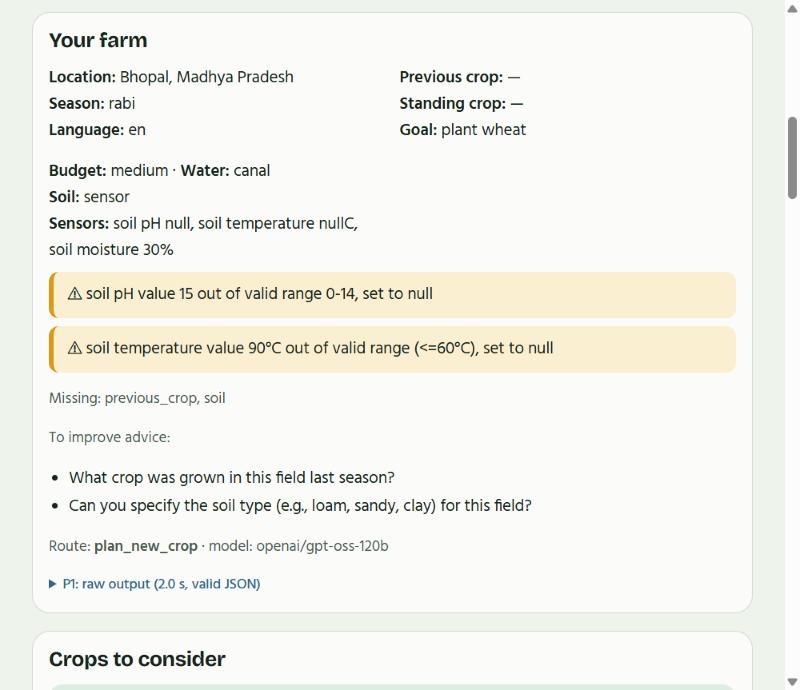 Your farm
Location: Bhopal, Madhya Pradesh
Season: rabi
Language: en
Previous crop: —
Standing crop: —
Goal: plant wheat
Budget: medium · Water: canal
Soil: sensor
Sensors: soil pH null, soil temperature nullC,
soil moisture 30%
⚠ soil pH value 15 out of valid range 0-14, set to null
⚠ soil temperature value 90°C out of valid range (<=60°C), set to null
Missing: previous_crop, soil
To improve advice:
• What crop was grown in this field last season?
• Can you specify the soil type (e.g., loam, sandy, clay) for this field?
Route: plan_new_crop · model: openai/gpt-oss-120b
▶ P1: raw output (2.0 s, valid JSON)
Crops to consider